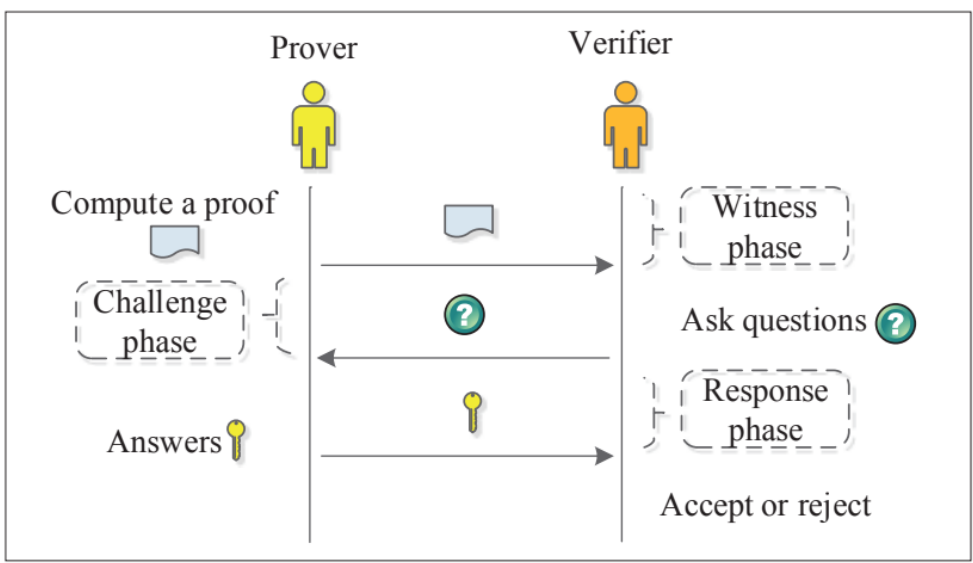 Prover
Verifier
Compute a proof
Witness
phase
Challenge
phase
?
Ask questions ?
Response
phase
Answers
Accept or reject